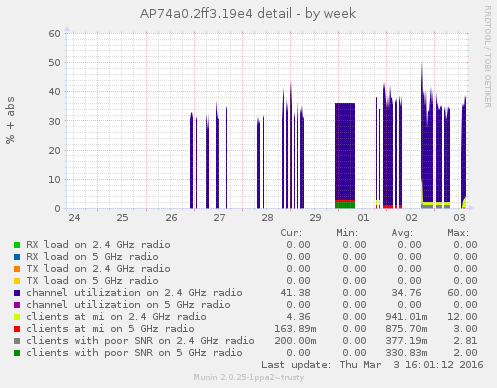 AP74a0.2ff3.19e4 detail - by week
RRDTOOL / TOBI OETIKER
% + abs
60
50
40
30
20
10
0
24 25 26 27 28 29 01 02 03
Cur: Min: Avg: Max:
RX load on 2.4 GHz radio 0.00 0.00 0.00 0.00
RX load on 5 GHz radio 0.00 0.00 0.00 0.00
TX load on 2.4 GHz radio 0.00 0.00 0.00 0.00
TX load on 5 GHz radio 0.00 0.00 0.00 0.00
channel utilization on 2.4 GHz radio 41.38 0.00 34.76 60.00
channel utilization on 5 GHz radio 0.00 0.00 0.00 0.00
clients at mi on 2.4 GHz radio 4.36 0.00 941.01m 12.00
clients at mi on 5 GHz radio 163.89m 0.00 875.70m 3.00
clients with poor SNR on 2.4 GHz radio 200.00m 0.00 377.19m 2.81
clients with poor SNR on 5 GHz radio 0.00 0.00 330.83m 2.00
Last update: Thu Mar 3 16:01:12 2016
Munin 2.0.25-1ppa2~trusty